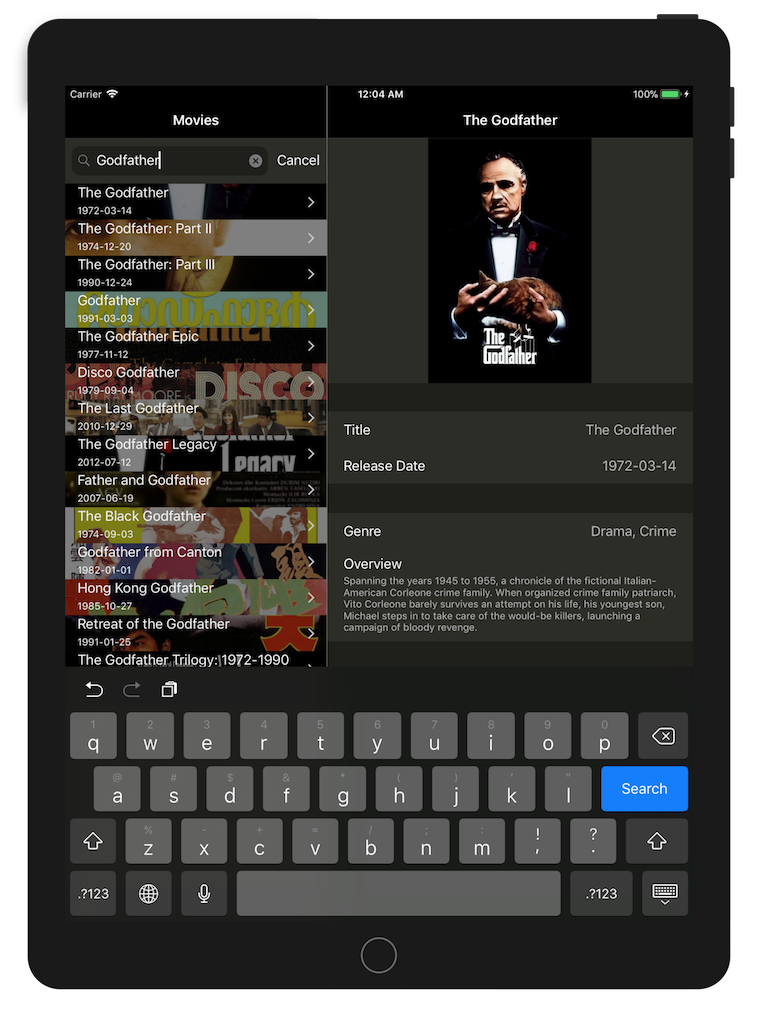 Carrier
12:04 AM
100%
Movies
The Godfather
Godfather
Cancel
The Godfather
1972-03-14
The Godfather: Part II
1974-12-20
The Godfather: Part III
1990-12-24
Godfather
1991-03-03
The Godfather Epic
1977-11-12
Disco Godfather
1979-09-04
DISCO
The Last Godfather
2010-12-29
The Godfather Legacy
2012-07-12
Legacy
Father and Godfather
2007-06-19
The Black Godfather
1974-09-03
Godfather from Canton
1982-01-01
Hong Kong Godfather
1985-10-27
Retreat of the Godfather
1991-01-25
The Godfather Trilogy: 1972-1990
The
Godfather
Title
The Godfather
Release Date
1972-03-14
Genre
Drama, Crime
Overview
Spanning the years 1945 to 1955, a chronicle of the fictional Italian-
American Corleone crime family. When organized crime family patriarch,
Vito Corleone barely survives an attempt on his life, his youngest son,
Michael steps in to take care of the would-be killers, launching a
campaign of bloody revenge.
1 2 3 4 5 6 7 8 9 0
q w e r t y u i o p
@ # $ & * ( ) ' "
a s d f g h j k l
Search
% - + = / ; : ! ?
z x c v b n m , .
.?123
.?123